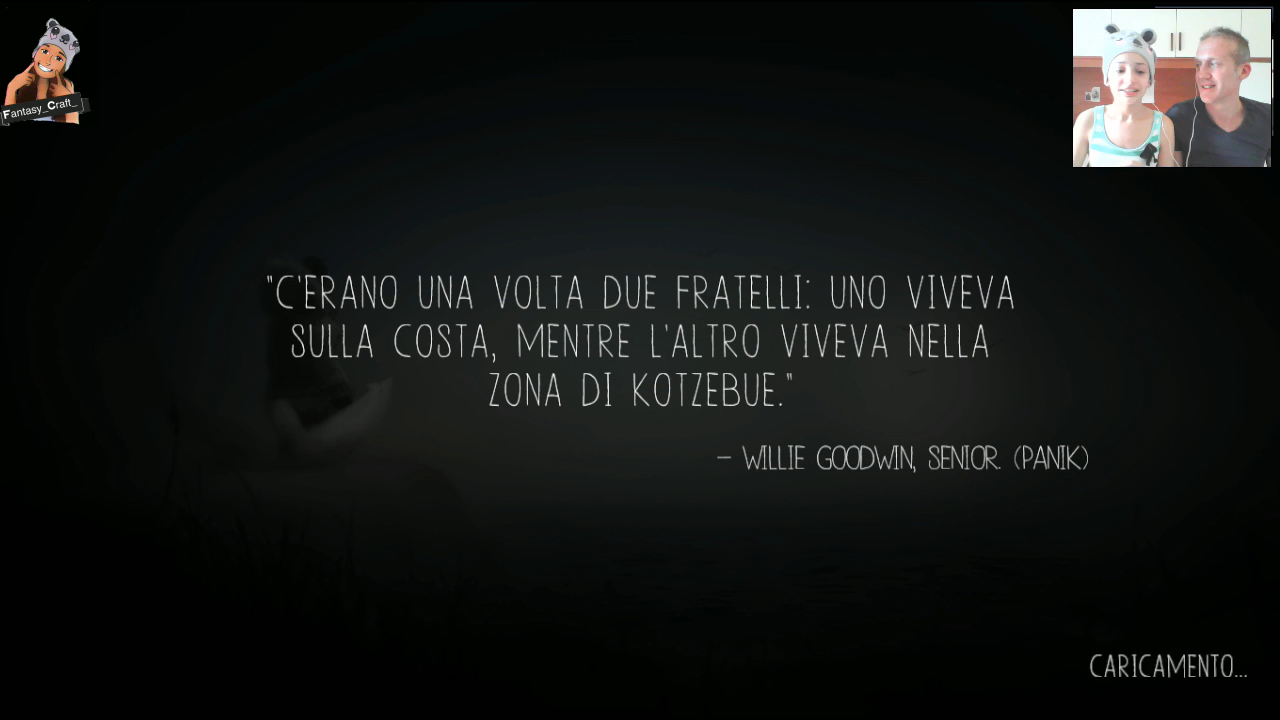 Fantasy_Craft_
"C'ERANO UNA VOLTA DUE FRATELLI: UNO VIVEVA
SULLA COSTA, MENTRE L'ALTRO VIVEVA NELLA
ZONA DI KOTZEBUE."
– WILLIE GOODWIN, SENIOR. (PANIK)
CARICAMENTO...